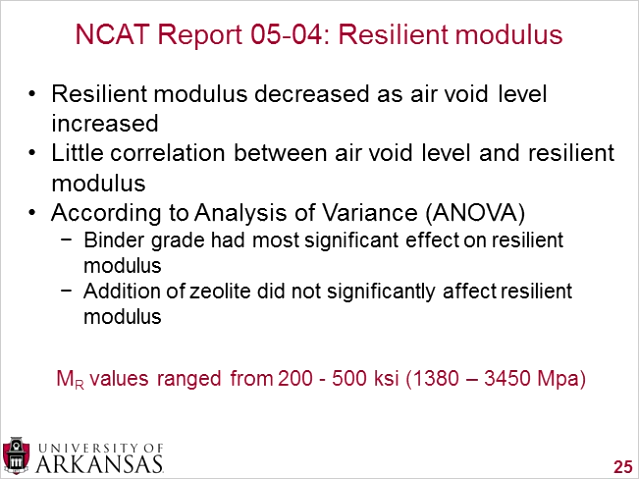 NCAT Report 05-04: Resilient modulus
• Resilient modulus decreased as air void level
increased
• Little correlation between air void level and resilient
modulus
• According to Analysis of Variance (ANOVA)
− Binder grade had most significant effect on resilient
modulus
− Addition of zeolite did not significantly affect resilient
modulus
MR values ranged from 200 - 500 ksi (1380 – 3450 Mpa)
UNIVERSITY OF
ARKANSAS
25